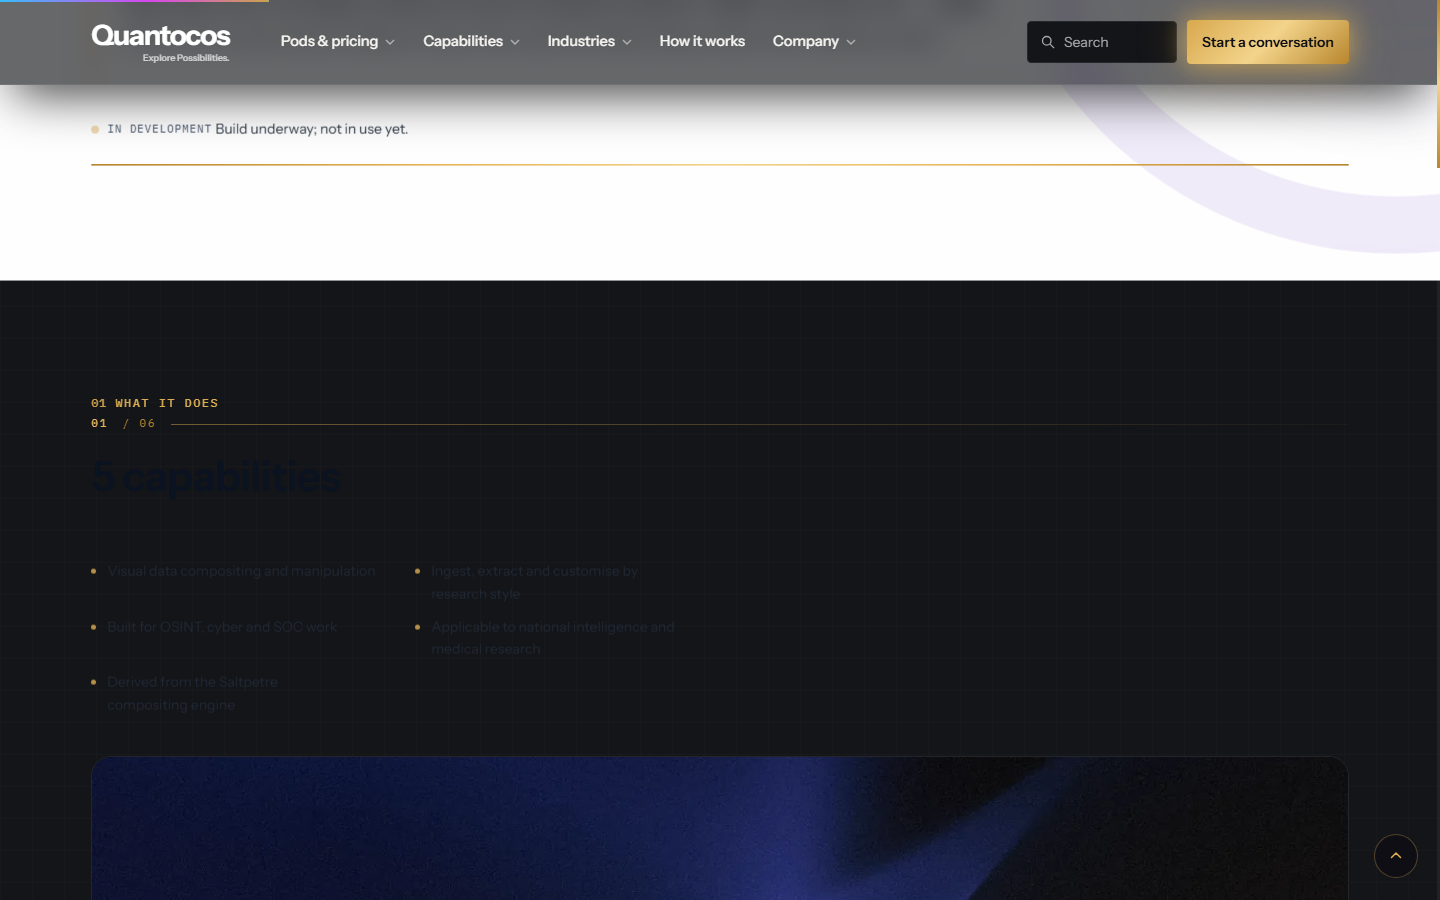 Quantocos
Explore Possibilities.
Pods & pricing
Capabilities
Industries
How it works
Company
Search
Start a conversation
IN DEVELOPMENT Build underway; not in use yet.
01 WHAT IT DOES
01 / 06
5 capabilities
Visual data compositing and manipulation
Ingest, extract and customise by
research style
Built for OSINT, cyber and SOC work
Applicable to national intelligence and
medical research
Derived from the Saltpetre
compositing engine